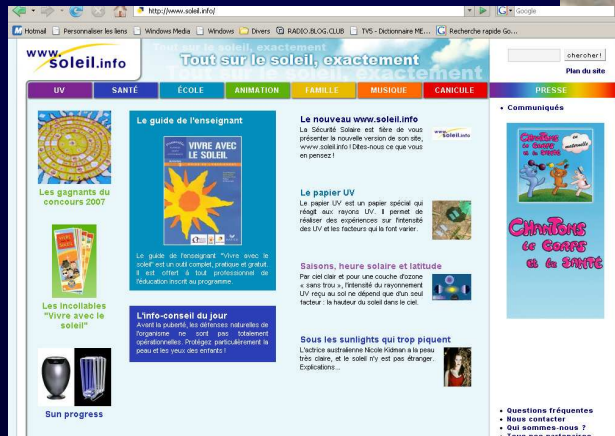 http://www.soleil.info/
Google
Hotmail Personnaliser les liens Windows Media Windows Divers RADIO.BLOG.CLUB TV5 - Dictionnaire ME... Recherche rapide Go...
www.soleil.info
Tout sur le soleil, exactement
chercher!
Plan du site
UV SANTÉ ÉCOLE ANIMATION FAMILLE MUSIQUE CANICULE PRESSE
Les gagnants du
concours 2007
Les Incollables
"Vivre avec le
soleil"
Sun progress
Le guide de l'enseignant
VIVRE AVEC
LE SOLEIL
Le guide de l'enseignant "Vivre avec le
soleil" est un outil complet, pratique et gratuit.
Il est offert à tout professionnel de
l'éducation inscrit au programme.
L'info-conseil du jour
Avant la puberté, les défenses naturelles de
l'organisme ne sont pas totalement
opérationnelles. Protégez particulièrement la
peau et les yeux des enfants !
Le nouveau www.soleil.info
La Sécurité Solaire est fière de vous
présenter la nouvelle version de son site,
www.soleil.info ! Dites-nous ce que vous
en pensez !
Le papier UV
Le papier UV est un papier spécial qui
réagit aux rayons UV. Il permet de
réaliser des expériences sur l'intensité
des UV et les facteurs qui la font varier.
Saisons, heure solaire et latitude
Par ciel clair et pour une couche d'ozone
« sans trou », l'intensité du rayonnement
UV reçu au sol ne dépend que d'un seul
facteur : la hauteur du soleil dans le ciel.
Sous les sunlights qui trop piquent
L'actrice australienne Nicole Kidman a la peau
très claire, et le soleil n'y est pas étranger.
Explications...
Communiqués
CHANTONS
le CORPS
en maternelle
CHANTONS
le CORPS
et la SANTÉ
Questions fréquentes
Nous contacter
Qui sommes-nous ?
Tous nos partenaires